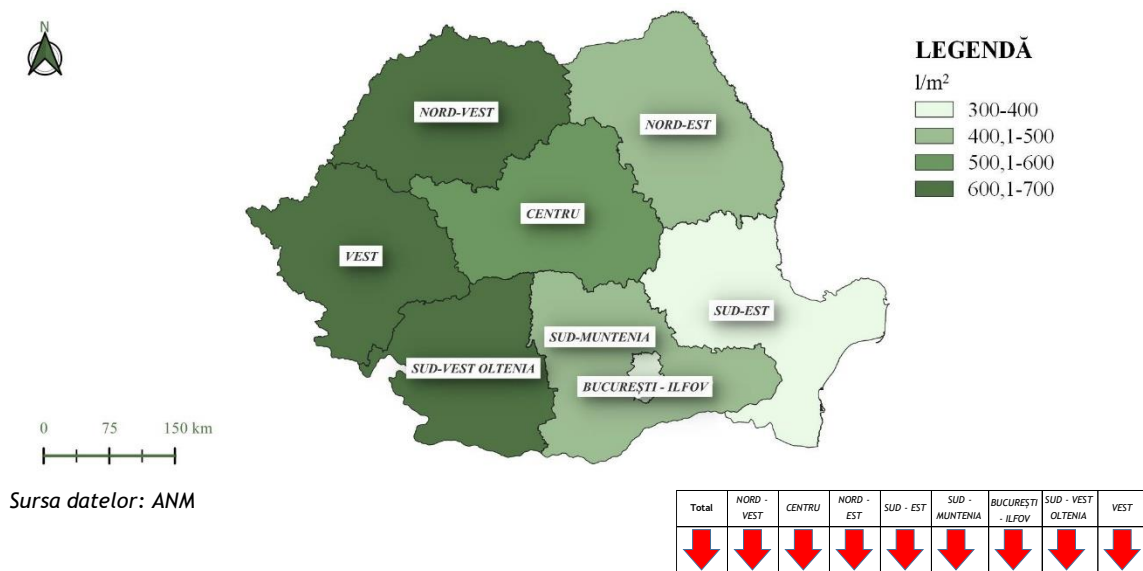 N
LEGENDĂ
l/m²
300-400
400,1-500
500,1-600
600,1-700
NORD-VEST
NORD-EST
CENTRU
VEST
SUD-EST
SUD-MUNTENIA
SUD-VEST OLTENIA
BUCUREȘTI - ILFOV
0 75 150 km
Sursa datelor: ANM
Total
NORD -
VEST
CENTRU
NORD -
EST
SUD - EST
SUD -
MUNTENIA
BUCUREȘTI
- ILFOV
SUD - VEST
OLTENIA
VEST